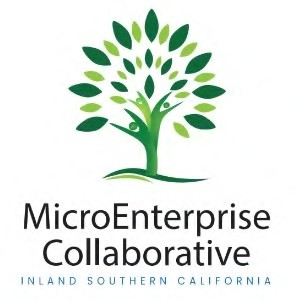 MicroEnterprise
Collaborative
INLAND SOUTHERN CALIFORNIA